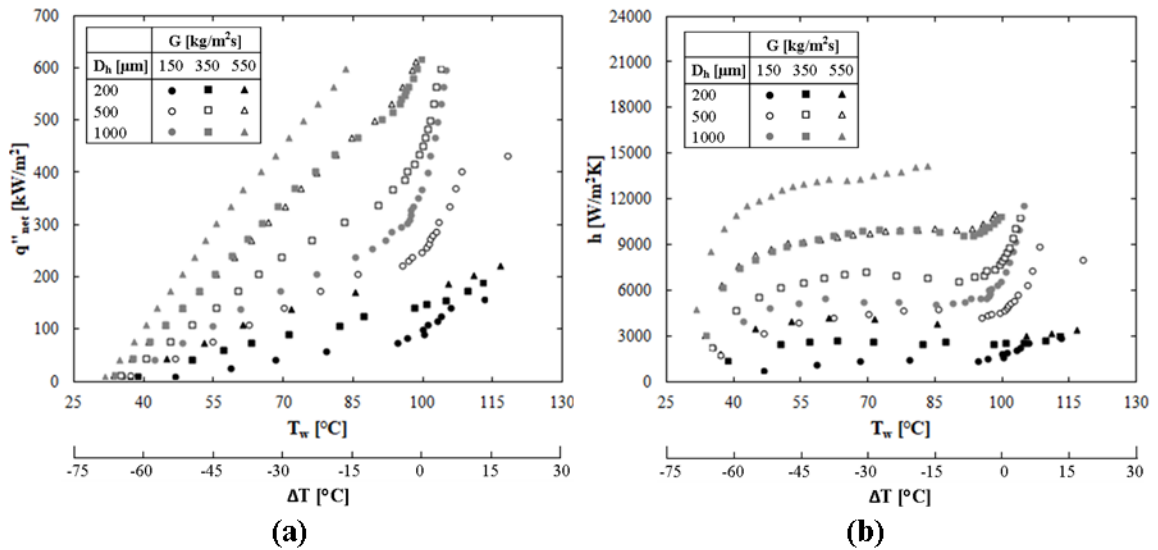 700
600
500
400
300
200
100
0
q''net [kW/m²]
G [kg/m²s]
Dh [μm] 150 350 550
200
500
1000
25 40 55 70 85 100 115 130
Tw [°C]
-75 -60 -45 -30 -15 0 15 30
ΔT [°C]
(a)
24000
21000
18000
15000
12000
9000
6000
3000
0
h [W/m²K]
G [kg/m²s]
Dh [μm] 150 350 550
200
500
1000
25 40 55 70 85 100 115 130
Tw [°C]
-75 -60 -45 -30 -15 0 15 30
ΔT [°C]
(b)